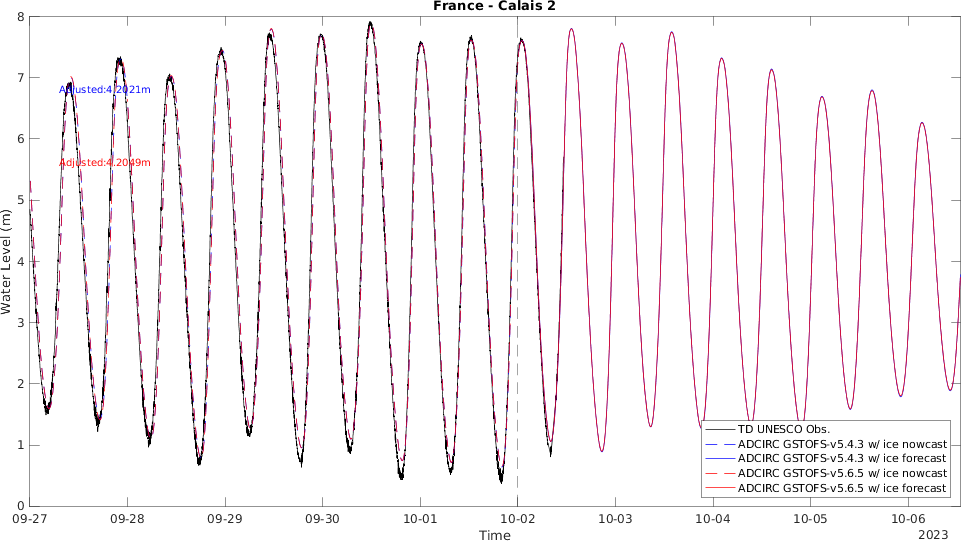 France - Calais 2
8
7
6
5
4
3
2
1
0
Water Level (m)
Adjusted:4.2021m
Adjusted:4.2049m
TD UNESCO Obs.
ADCIRC GSTOFS-v5.4.3 w/ ice nowcast
ADCIRC GSTOFS-v5.4.3 w/ ice forecast
ADCIRC GSTOFS-v5.6.5 w/ ice nowcast
ADCIRC GSTOFS-v5.6.5 w/ ice forecast
09-27 09-28 09-29 09-30 10-01 10-02 10-03 10-04 10-05 10-06
Time
2023